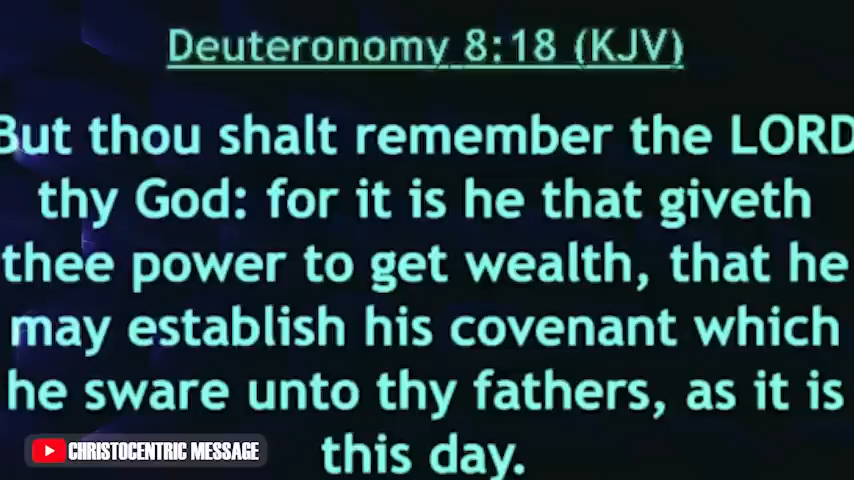 Deuteronomy 8:18 (KJV)
But thou shalt remember the LORD
thy God: for it is he that giveth
thee power to get wealth, that he
may establish his covenant which
he sware unto thy fathers, as it is
this day.
CHRISTOCENTRIC MESSAGE